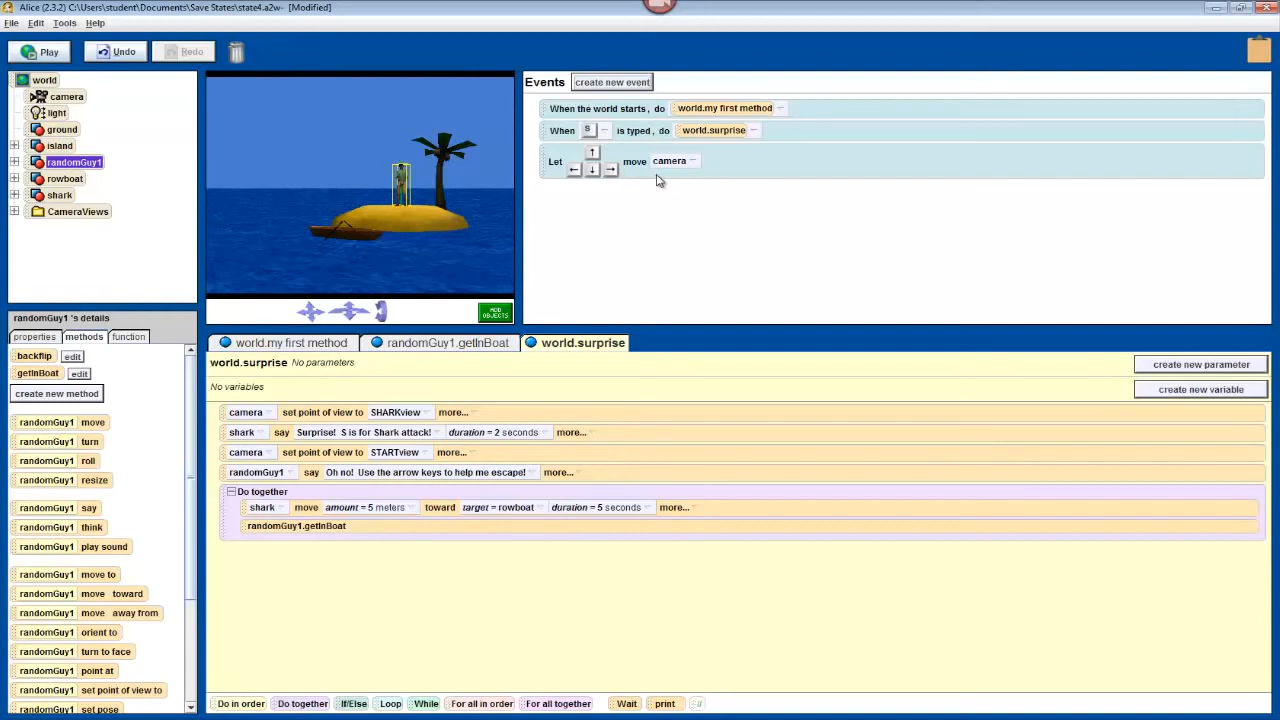 Alice (2.3.2) C:\Users\student\Documents\Save States\state4.a2w- [Modified]
File Edit Tools Help
Play Undo Redo
world
camera
light
ground
island
randomGuy1
rowboat
shark
CameraViews
ADD OBJECTS
Events create new event
When the world starts, do world.my first method
When S is typed, do world.surprise
Let ↑ ← ↓ → move camera
randomGuy1 's details
properties methods function
backflip edit
getInBoat edit
create new method
randomGuy1 move
randomGuy1 turn
randomGuy1 roll
randomGuy1 resize
randomGuy1 say
randomGuy1 think
randomGuy1 play sound
randomGuy1 move to
randomGuy1 move toward
randomGuy1 move away from
randomGuy1 orient to
randomGuy1 turn to face
randomGuy1 point at
randomGuy1 set point of view to
randomGuy1 set pose
world.my first method randomGuy1.getInBoat world.surprise
world.surprise No parameters create new parameter
No variables create new variable
camera set point of view to SHARKview more...
shark say Surprise! S is for Shark attack! duration = 2 seconds more...
camera set point of view to STARTview more...
randomGuy1 say Oh no! Use the arrow keys to help me escape! more...
Do together
shark move amount = 5 meters toward target = rowboat duration = 5 seconds more...
randomGuy1.getInBoat
Do in order Do together If/Else Loop While For all in order For all together Wait print //